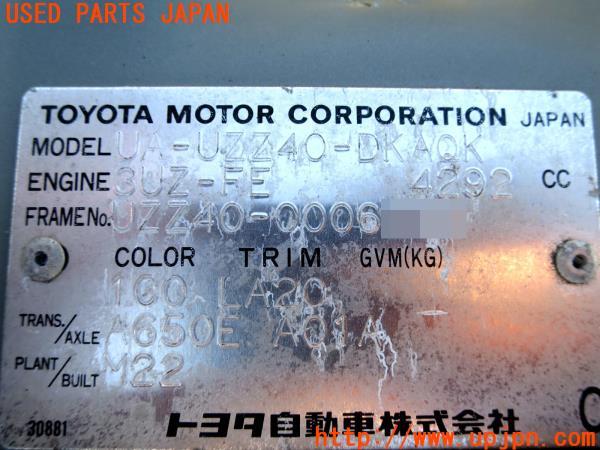 USED PARTS JAPAN
TOYOTA MOTOR CORPORATION JAPAN
MODEL UA-UZZ40-DKAQK
ENGINE 3UZ-FE 4292 CC
FRAME No. UZZ40-0006
COLOR TRIM GVM(KG)
1C0 LA20
TRANS./AXLE A650E A01A
PLANT/BUILT M22
30881 トヨタ自動車株式会社
http://www.upjpn.com